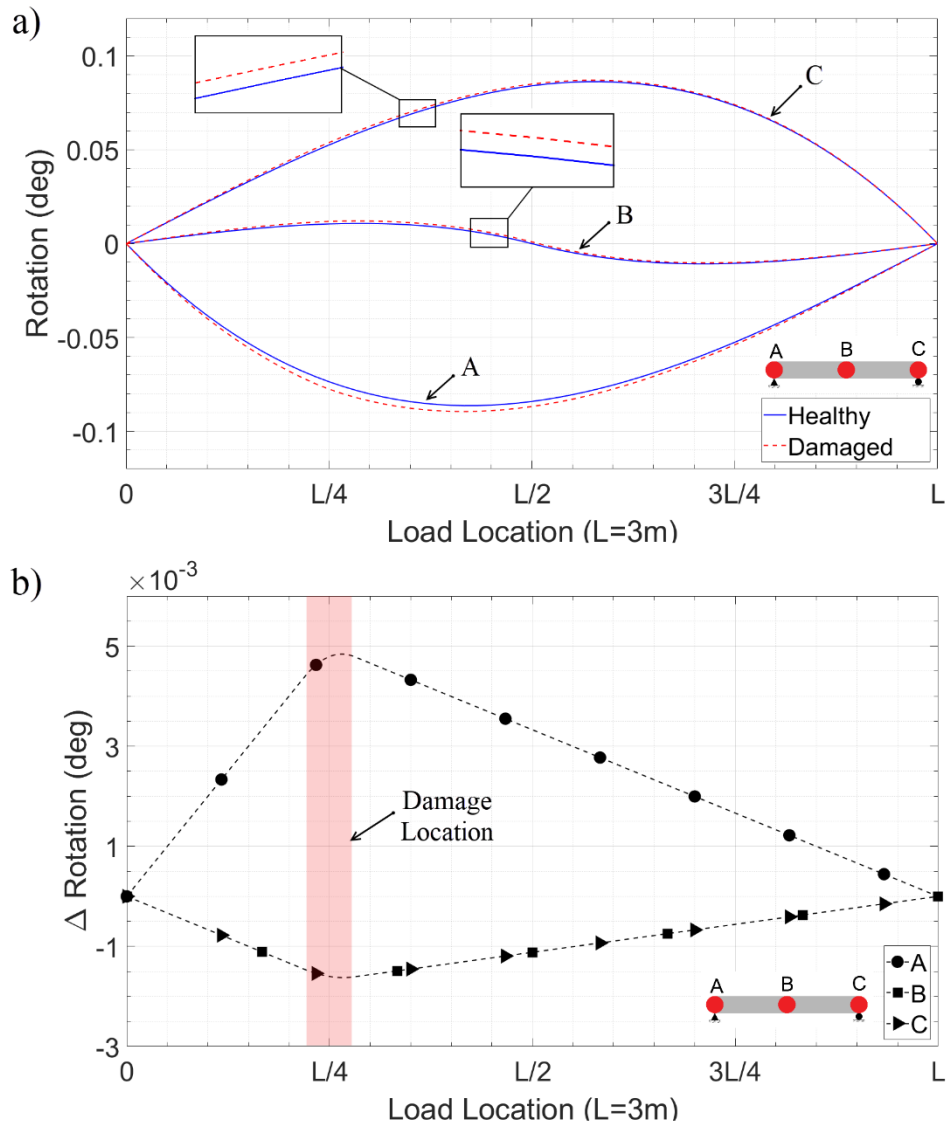 a)
0.1
0.05
0
-0.05
-0.1
Rotation (deg)
C
B
A
A B C
Healthy
Damaged
0 L/4 L/2 3L/4 L
Load Location (L=3m)
b)
×10⁻³
5
3
1
-1
-3
Δ Rotation (deg)
Damage
Location
A B C
A
B
C
0 L/4 L/2 3L/4 L
Load Location (L=3m)